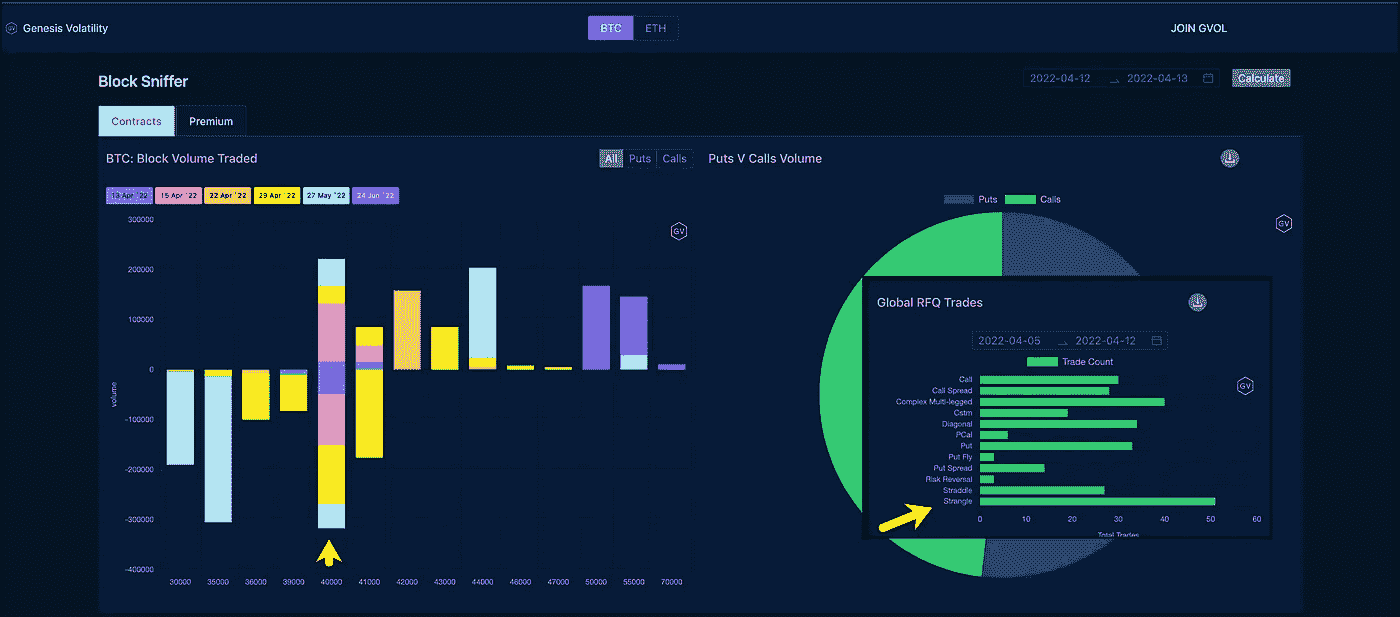 GV Genesis Volatility
BTC ETH
JOIN GVOL
Block Sniffer
2022-04-12 → 2022-04-13
Calculate
Contracts Premium
BTC: Block Volume Traded
All Puts Calls
13 Apr '22 15 Apr '22 22 Apr '22 29 Apr '22 27 May '22 24 Jun '22
GV
volume
300000
200000
100000
0
-100000
-200000
-300000
-400000
30000 35000 36000 39000 40000 41000 42000 43000 44000 46000 47000 50000 55000 70000
Puts V Calls Volume
Puts Calls
GV
Global RFQ Trades
2022-04-05 → 2022-04-12
Trade Count
GV
Call
Call Spread
Complex Multi-legged
Cstm
Diagonal
PCal
Put
Put Fly
Put Spread
Risk Reversal
Straddle
Strangle
0 10 20 30 40 50 60
Total Trades